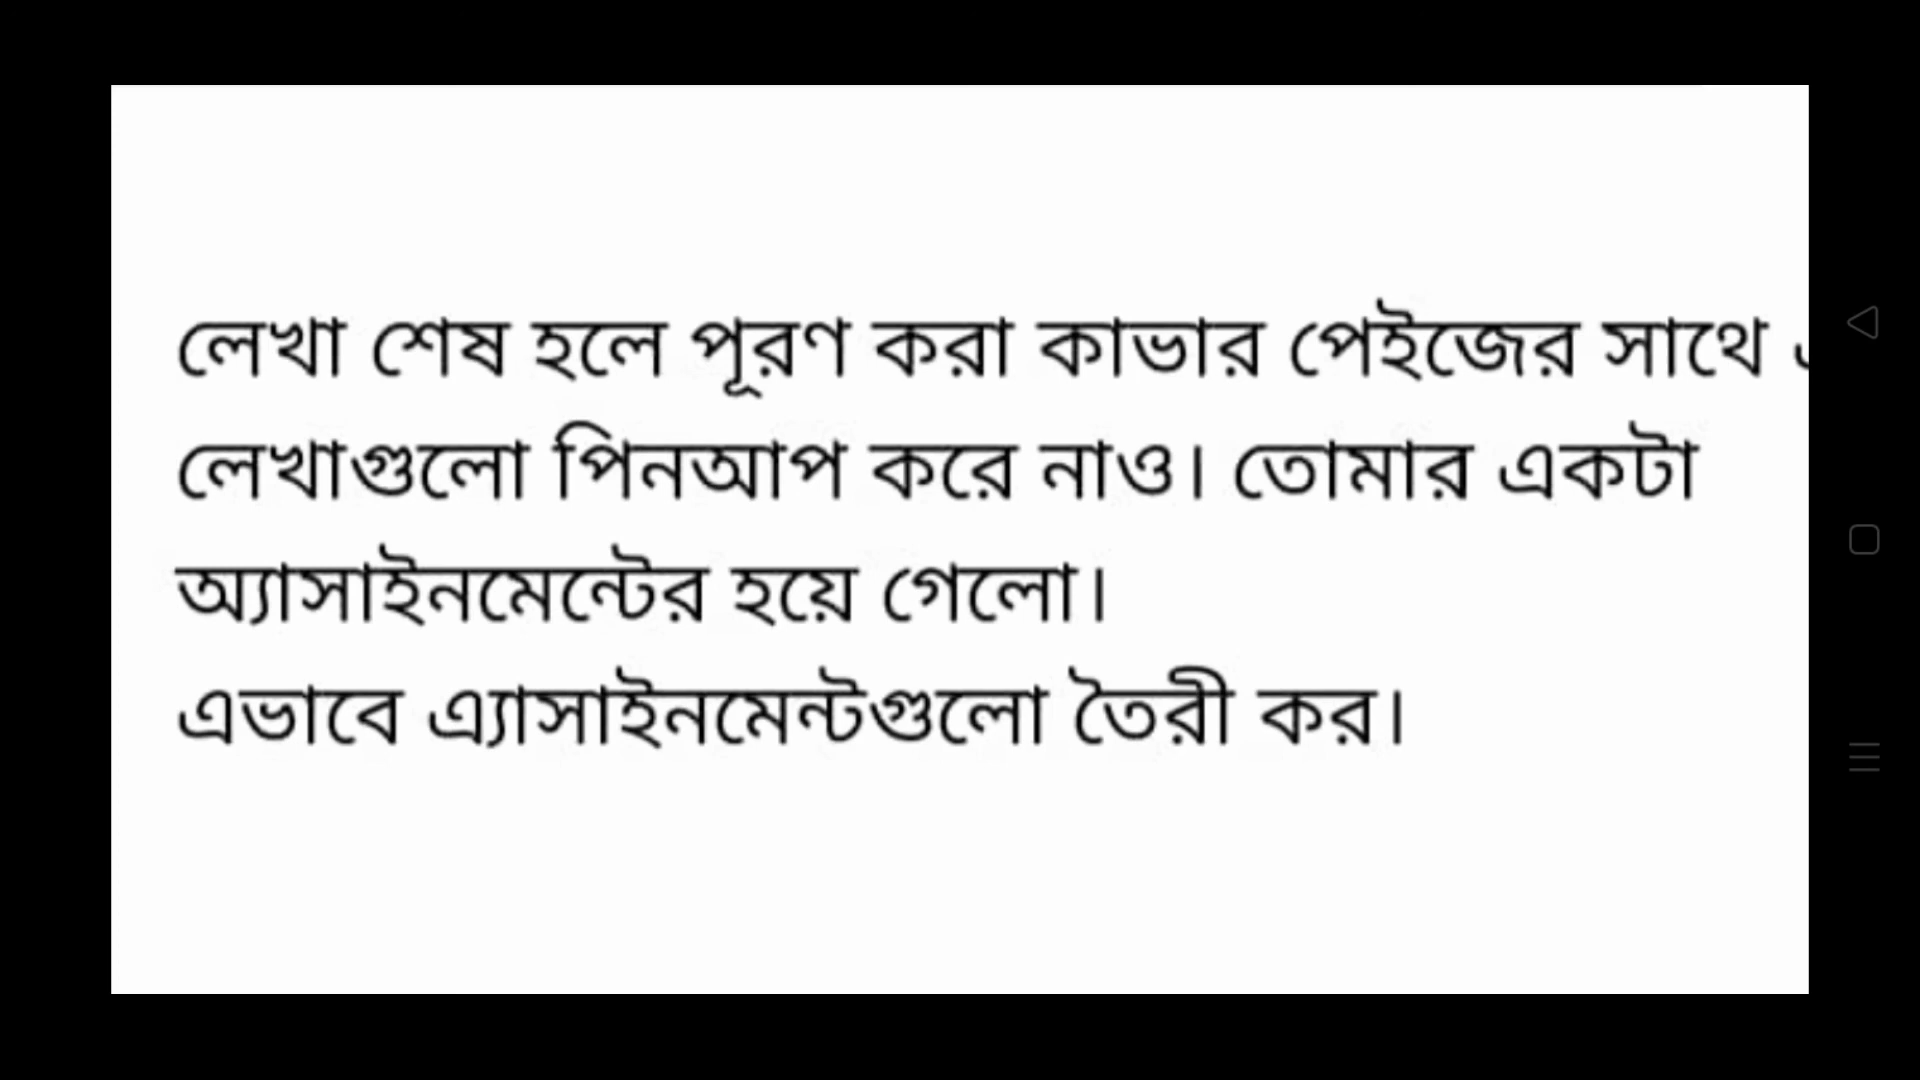 লেখা শেষ হলে পূরণ করা কাভার পেইজের সাথে
লেখাগুলো পিনআপ করে নাও। তোমার একটা
অ্যাসাইনমেন্টের হয়ে গেলো।
এভাবে এ্যাসাইনমেন্টগুলো তৈরী কর।